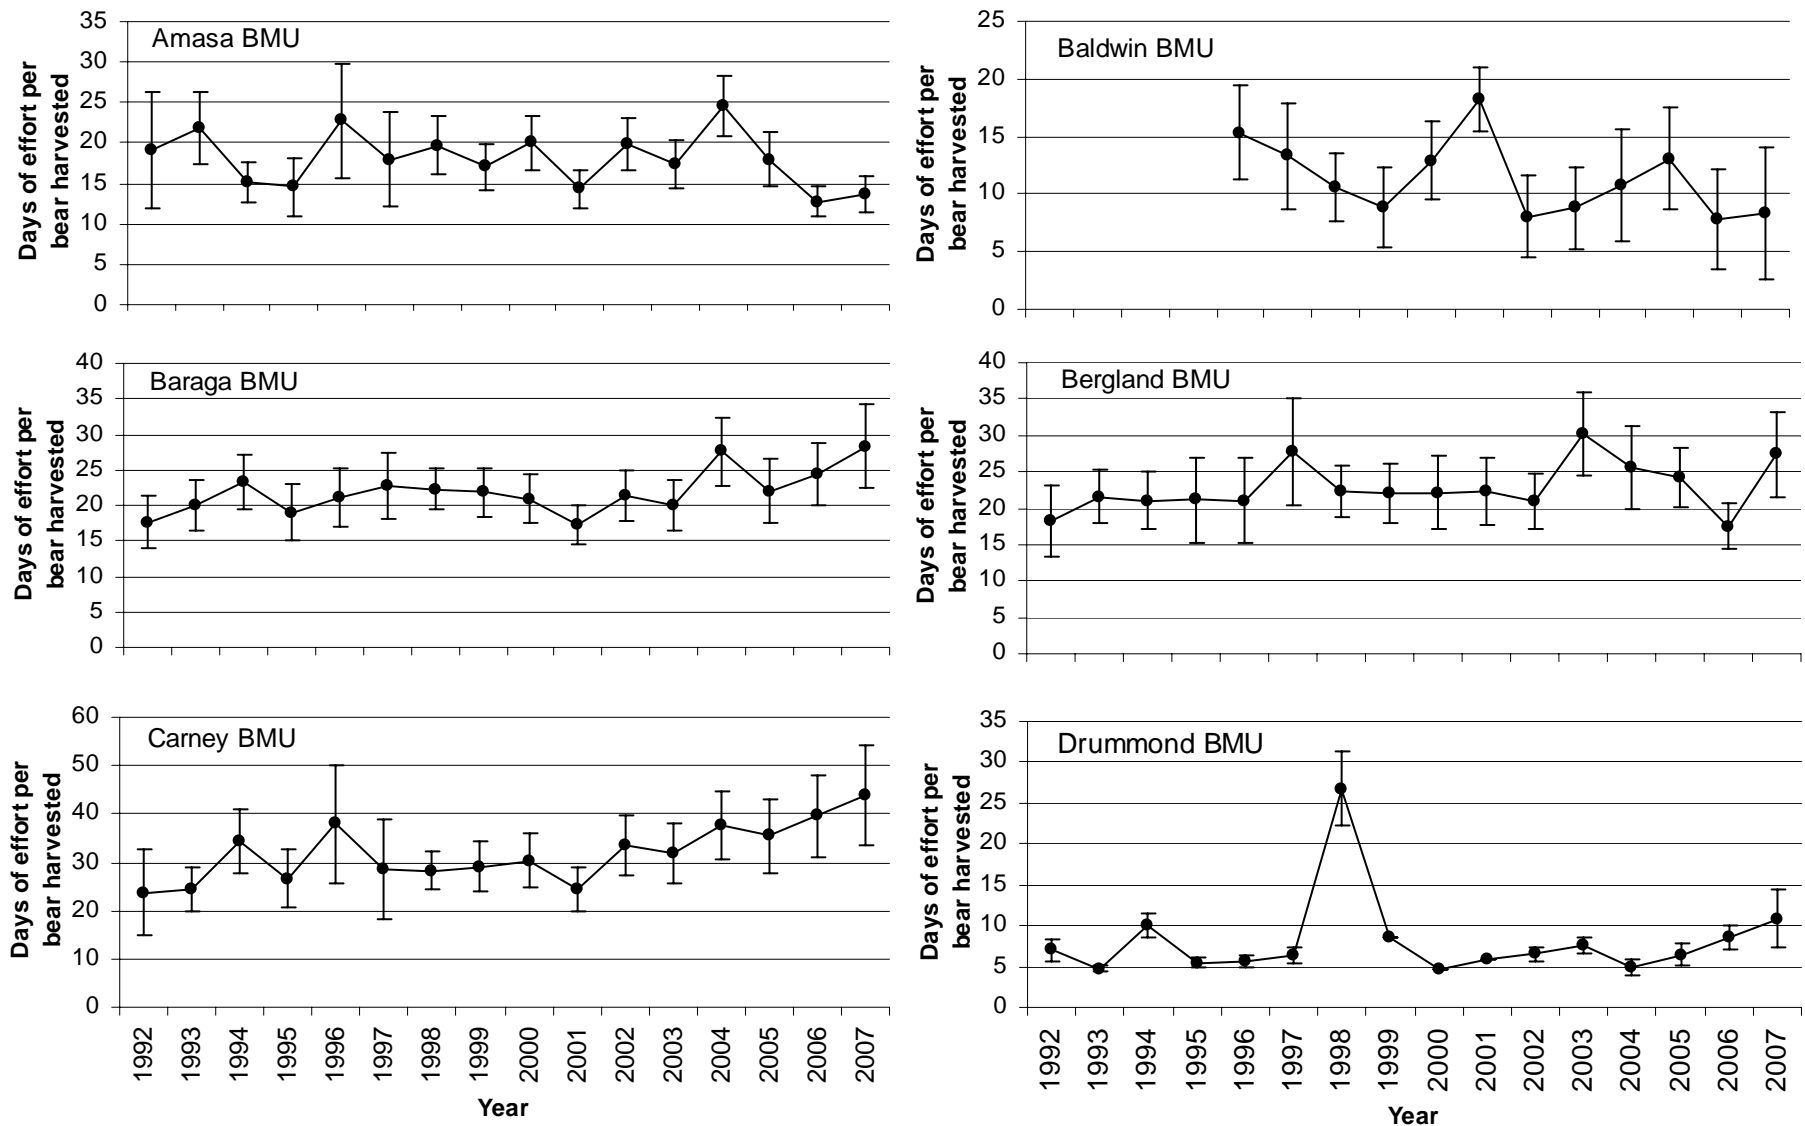 Amasa BMU
Days of effort per
bear harvested
35
30
25
20
15
10
5
0
Baldwin BMU
Days of effort per
bear harvested
25
20
15
10
5
0
Baraga BMU
Days of effort per
bear harvested
40
35
30
25
20
15
10
5
0
Bergland BMU
Days of effort per
bear harvested
40
35
30
25
20
15
10
5
0
Carney BMU
Days of effort per
bear harvested
60
50
40
30
20
10
0
1992 1993 1994 1995 1996 1997 1998 1999 2000 2001 2002 2003 2004 2005 2006 2007
Year
Drummond BMU
Days of effort per
bear harvested
35
30
25
20
15
10
5
0
1992 1993 1994 1995 1996 1997 1998 1999 2000 2001 2002 2003 2004 2005 2006 2007
Year